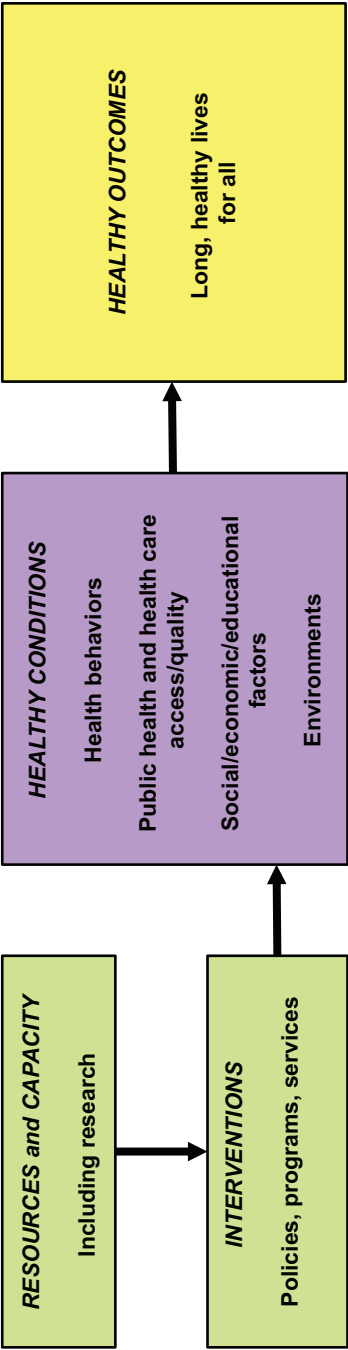 RESOURCES and CAPACITY
Including research
INTERVENTIONS
Policies, programs, services
HEALTHY CONDITIONS
Health behaviors
Public health and health care
access/quality
Social/economic/educational
factors
Environments
HEALTHY OUTCOMES
Long, healthy lives
for all